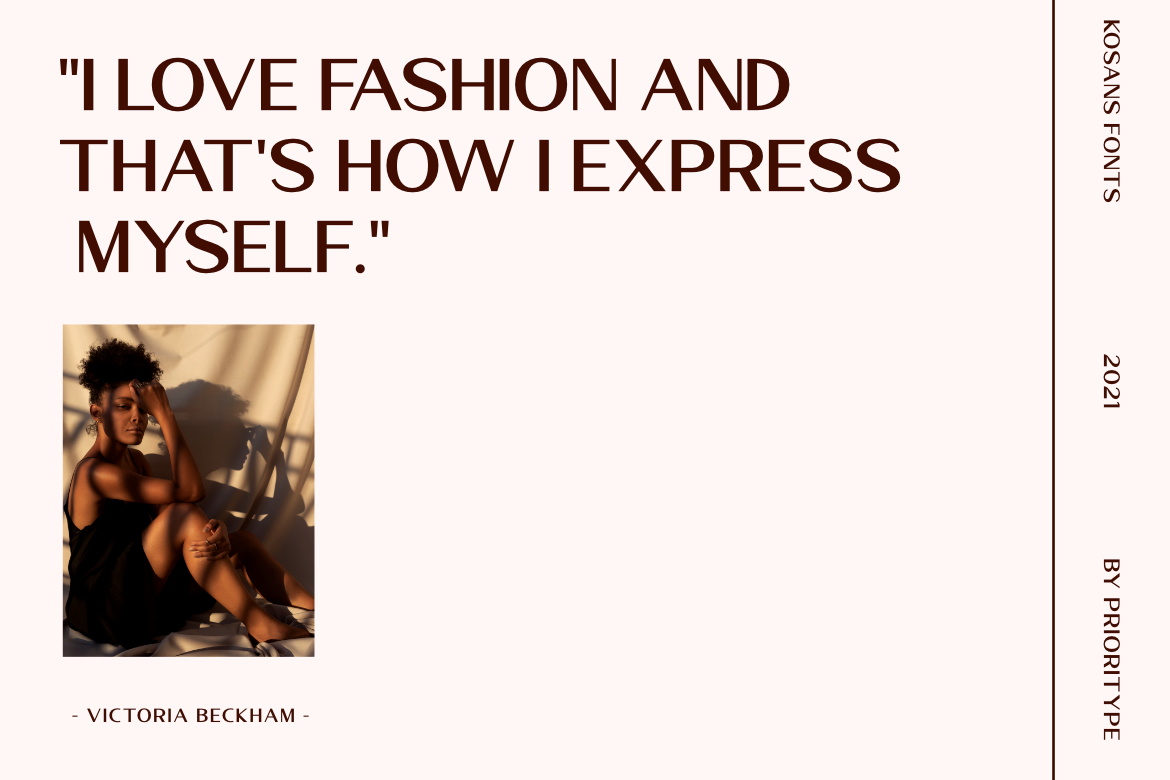 "I LOVE FASHION AND
THAT'S HOW I EXPRESS
MYSELF."
- VICTORIA BECKHAM -
KOSANS FONTS
2021
BY PRIORITYPE